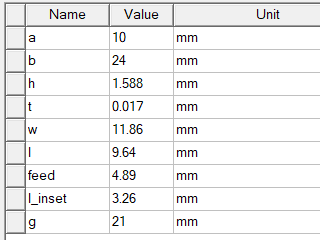 Name Value Unit
a 10 mm
b 24 mm
h 1.588 mm
t 0.017 mm
w 11.86 mm
l 9.64 mm
feed 4.89 mm
l_inset 3.26 mm
g 21 mm